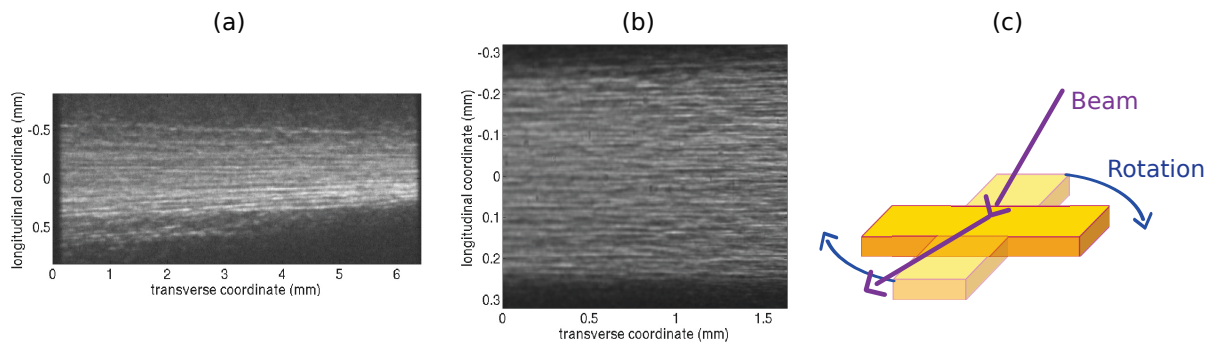 (a)
(b)
(c)
longitudinal coordinate (mm)
-0.5
0
0.5
0 1 2 3 4 5 6
transverse coordinate (mm)
longitudinal coordinate (mm)
-0.3
-0.2
-0.1
0
0.1
0.2
0.3
0 0.5 1 1.5
transverse coordinate (mm)
Beam
Rotation